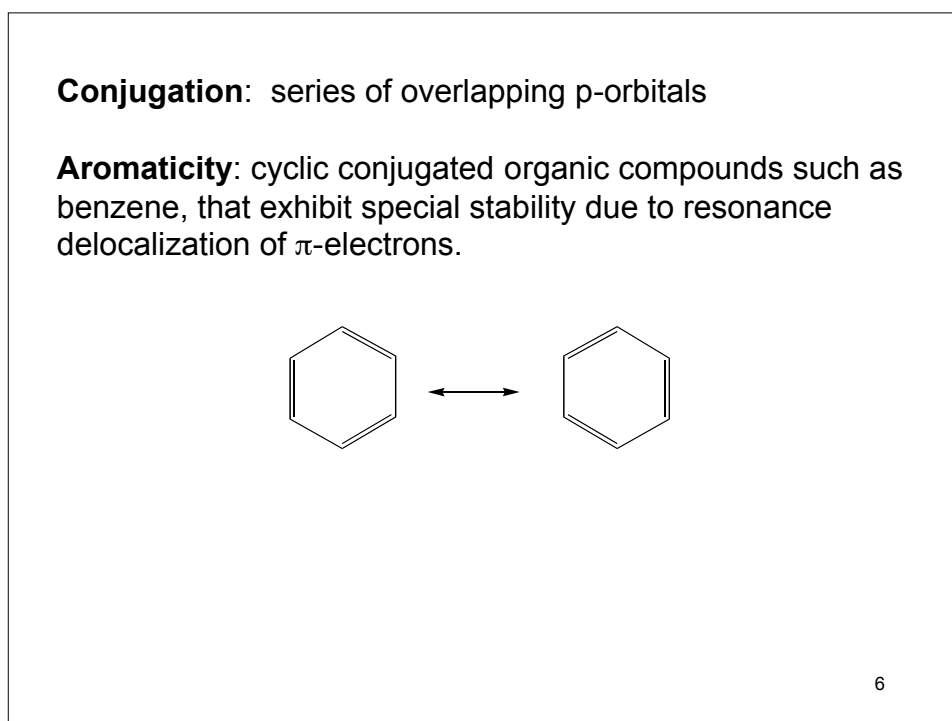 Conjugation:  series of overlapping p-orbitals
Aromaticity: cyclic conjugated organic compounds such as
benzene, that exhibit special stability due to resonance
delocalization of π-electrons.
6